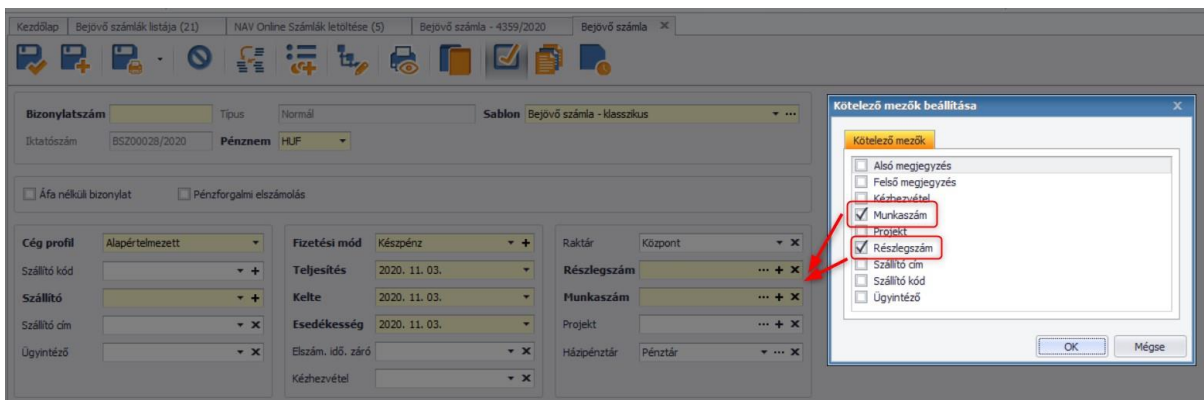 Kezdőlap Bejövő számlák listája (21) NAV Online Számlák letöltése (5) Bejövő számla - 4359/2020 Bejövő számla
Bizonylatszám Típus Normál Sablon Bejövő számla - klasszikus
Iktatószám BSZ00028/2020 Pénznem HUF
Áfa nélküli bizonylat Pénzforgalmi elszámolás
Cég profil Alapértelmezett
Szállító kód
Szállító
Szállító cím
Ügyintéző
Fizetési mód Készpénz
Teljesítés 2020. 11. 03.
Kelte 2020. 11. 03.
Esedékesség 2020. 11. 03.
Elszám. idő. záró
Kézhezvétel
Raktár Központ
Részlegszám
Munkaszám
Projekt
Házipénztár Pénztár
Kötelező mezők beállítása
Kötelező mezők
Alsó megjegyzés
Felső megjegyzés
Kézhezvétel
Munkaszám
Projekt
Részlegszám
Szállító cím
Szállító kód
Ügyintéző
OK Mégse